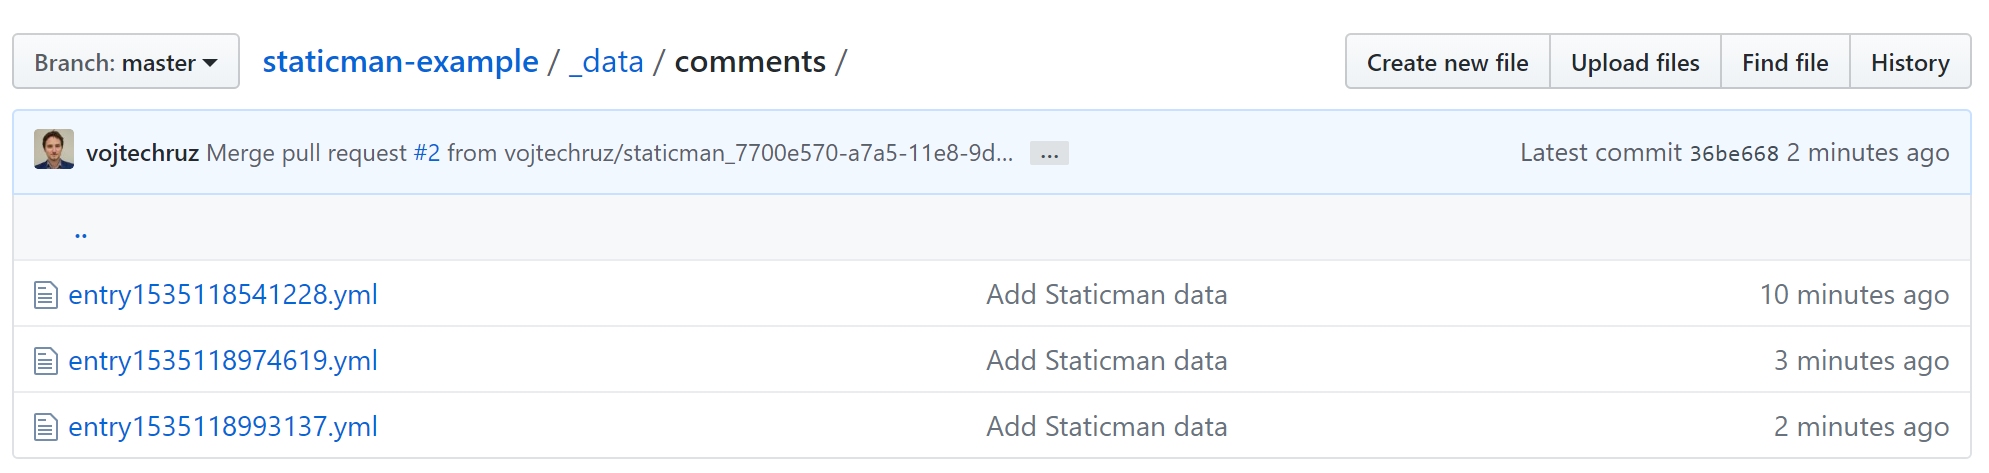 Branch: master staticman-example / _data / comments / Create new file Upload files Find file History
vojtechruz Merge pull request #2 from vojtechruz/staticman_7700e570-a7a5-11e8-9d... ... Latest commit 36be668 2 minutes ago
..
entry1535118541228.yml Add Staticman data 10 minutes ago
entry1535118974619.yml Add Staticman data 3 minutes ago
entry1535118993137.yml Add Staticman data 2 minutes ago